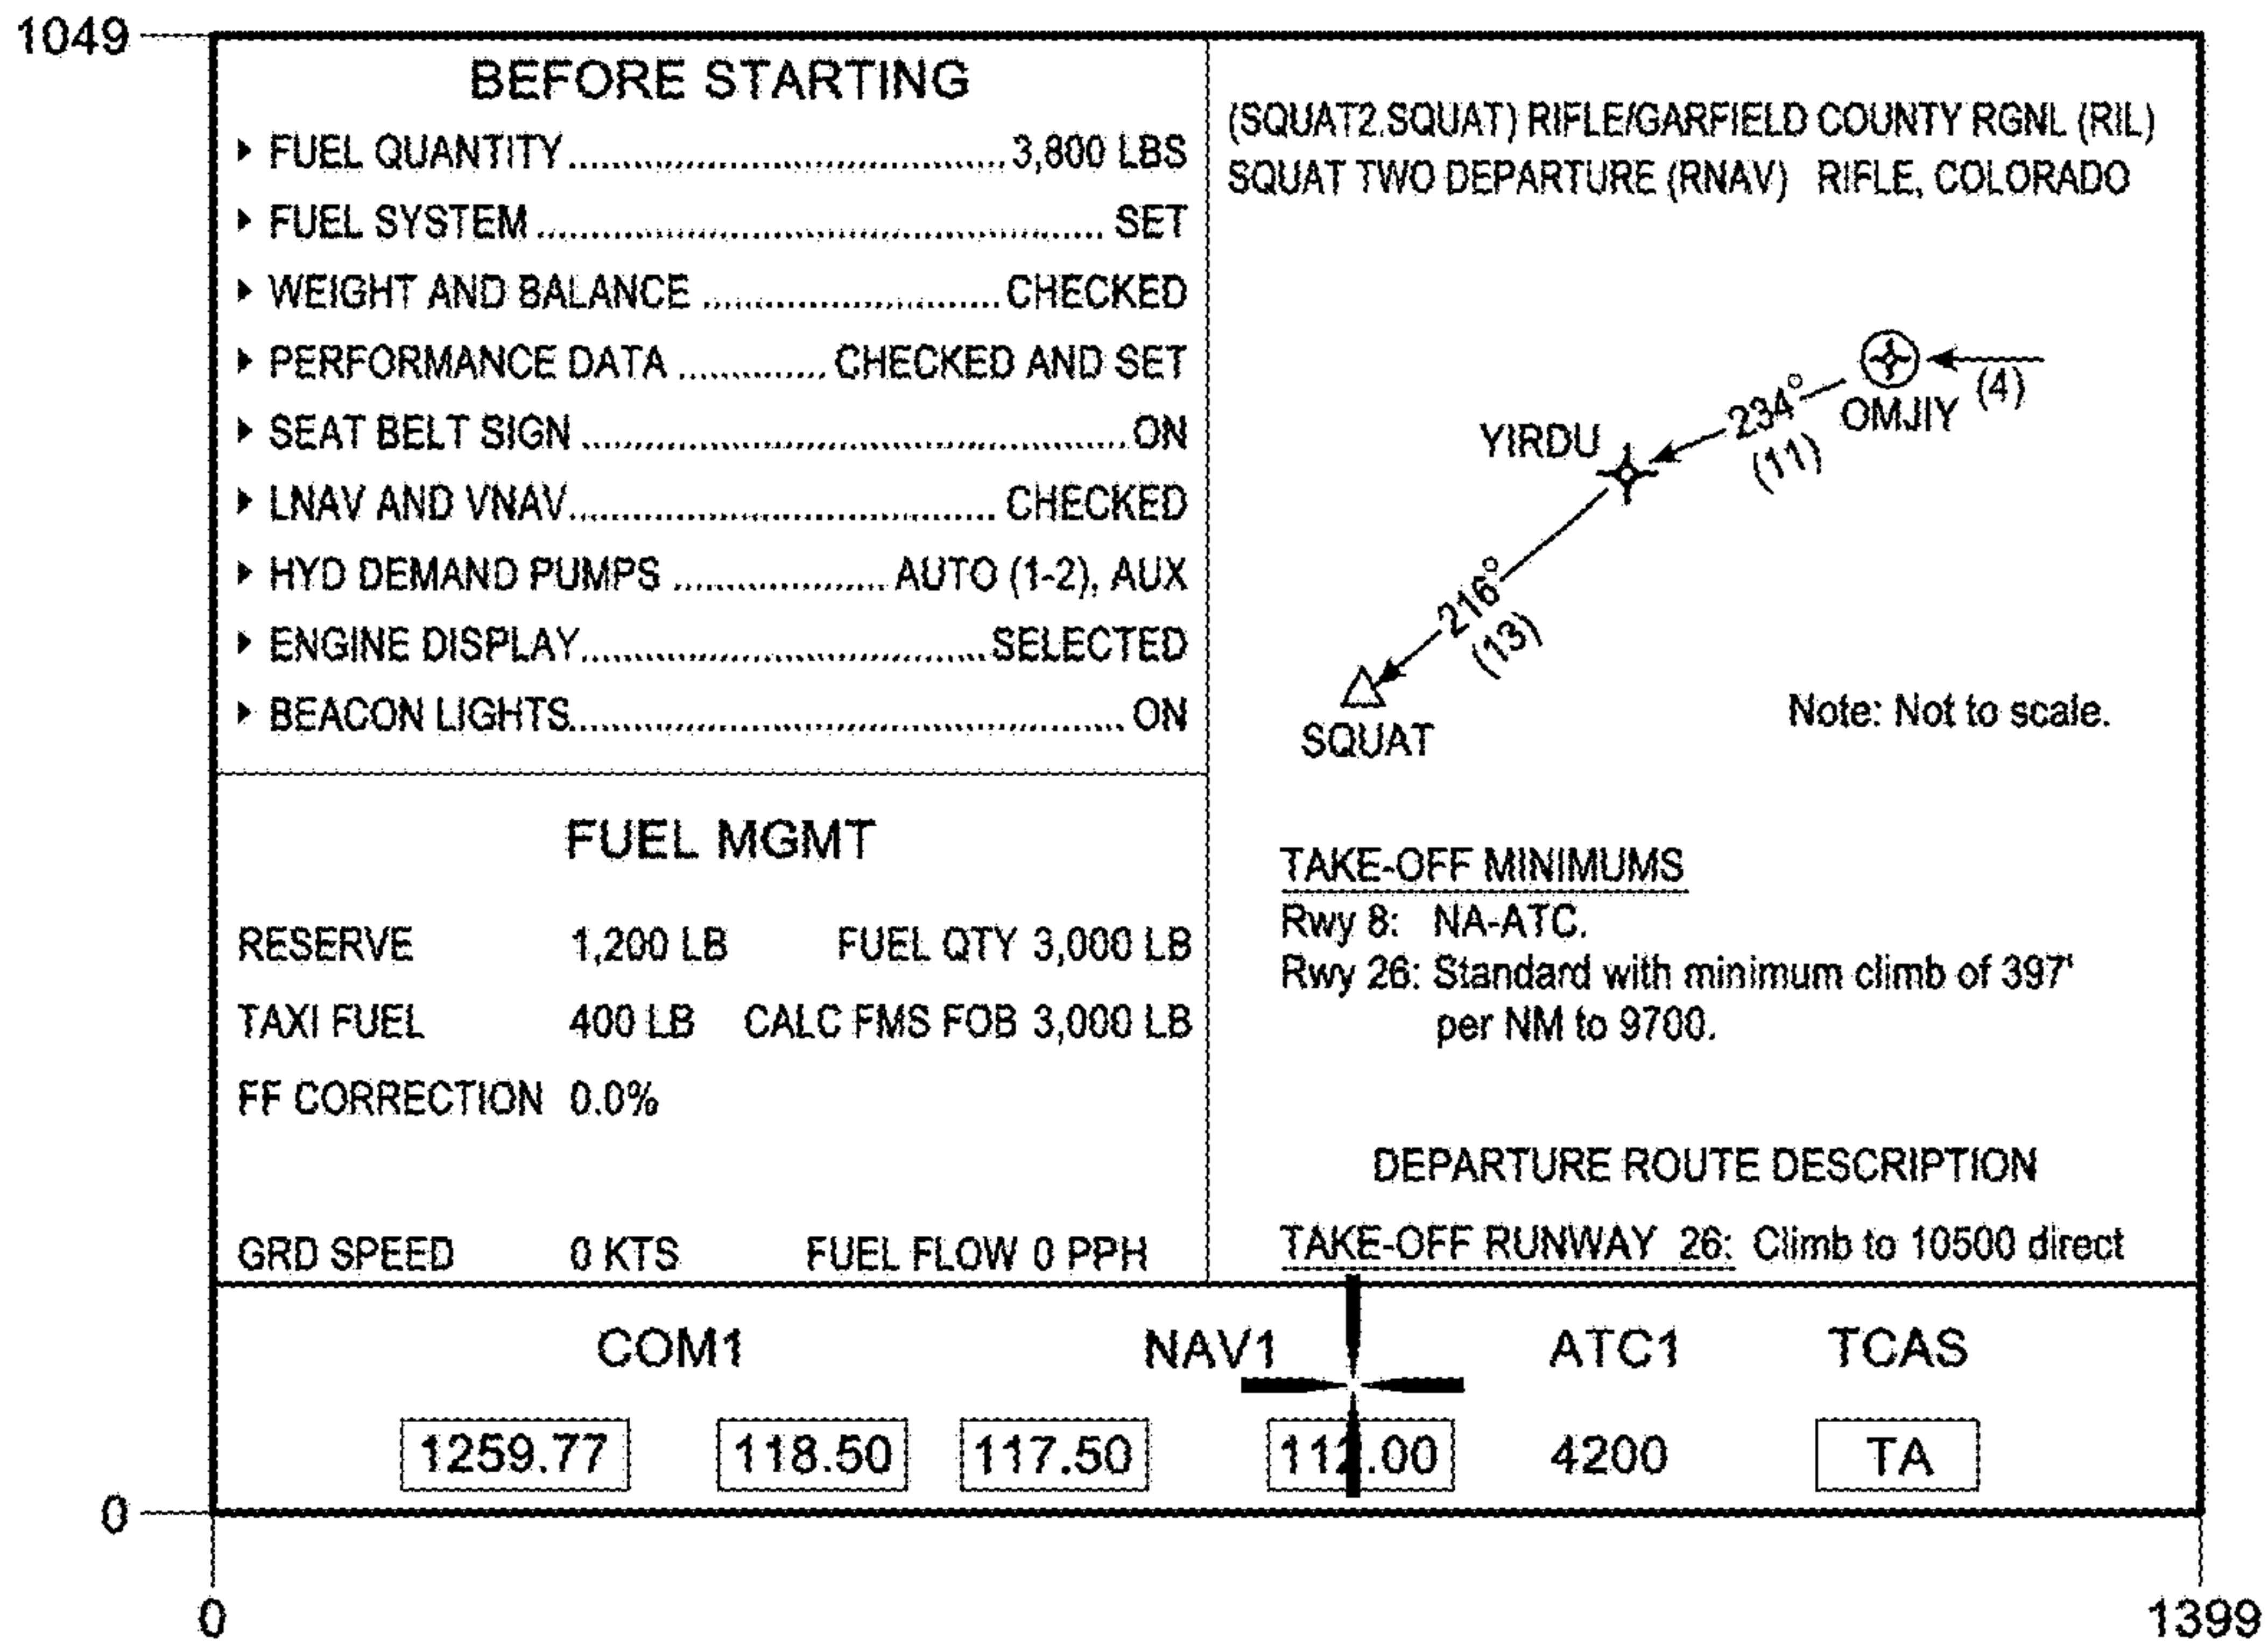 1049
BEFORE STARTING
▸ FUEL QUANTITY........................................3,800 LBS
▸ FUEL SYSTEM ...................................................... SET
▸ WEIGHT AND BALANCE ............................CHECKED
▸ PERFORMANCE DATA .............. CHECKED AND SET
▸ SEAT BELT SIGN ...................................................ON
▸ LNAV AND VNAV........................................ CHECKED
▸ HYD DEMAND PUMPS .................... AUTO (1-2), AUX
▸ ENGINE DISPLAY......................................SELECTED
▸ BEACON LIGHTS.................................................... ON
FUEL MGMT
RESERVE 1,200 LB FUEL QTY 3,000 LB
TAXI FUEL 400 LB CALC FMS FOB 3,000 LB
FF CORRECTION 0.0%
GRD SPEED 0 KTS FUEL FLOW 0 PPH
(SQUAT2.SQUAT) RIFLE/GARFIELD COUNTY RGNL (RIL)
SQUAT TWO DEPARTURE (RNAV) RIFLE, COLORADO
(4)
OMJIY
234°
(11)
YIRDU
216°
(13)
SQUAT
Note: Not to scale.
TAKE-OFF MINIMUMS
Rwy 8: NA-ATC.
Rwy 26: Standard with minimum climb of 397'
per NM to 9700.
DEPARTURE ROUTE DESCRIPTION
TAKE-OFF RUNWAY 26: Climb to 10500 direct
COM1 NAV1 ATC1 TCAS
1259.77 118.50 117.50 112.00 4200 TA
0
0 1399